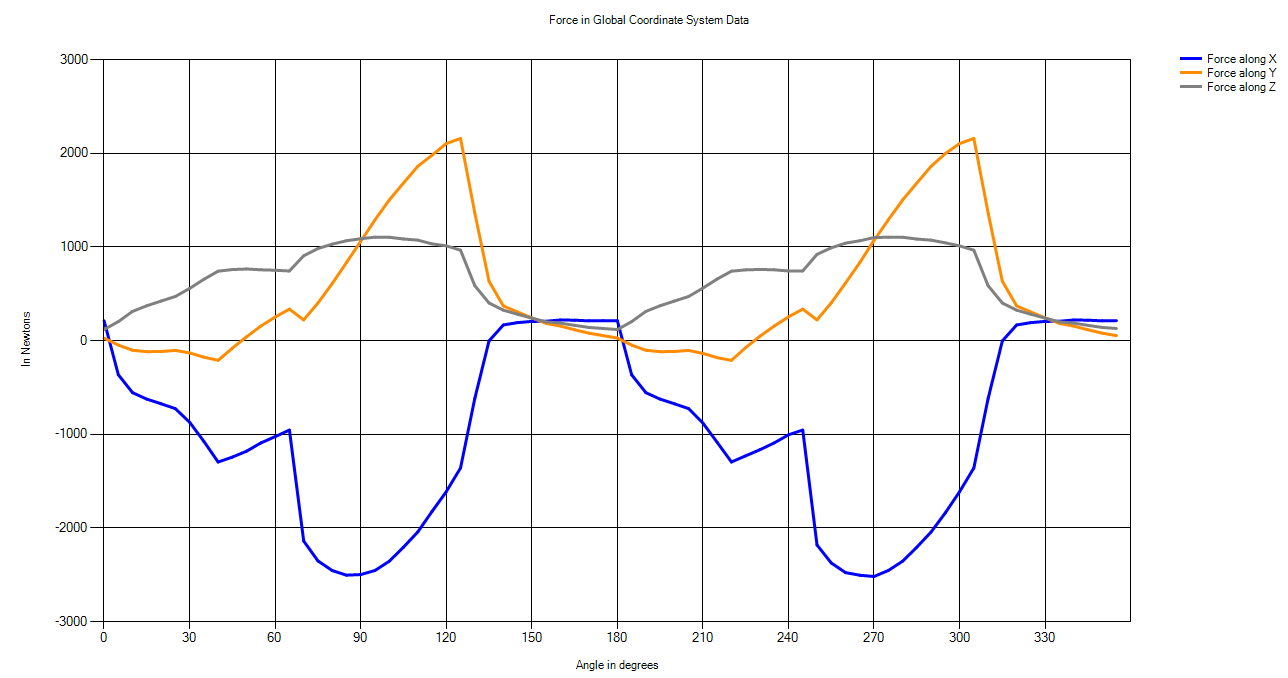 Force in Global Coordinate System Data
Force along X
Force along Y
Force along Z
3000
2000
1000
0
-1000
-2000
-3000
In Newtons
0 30 60 90 120 150 180 210 240 270 300 330
Angle in degrees